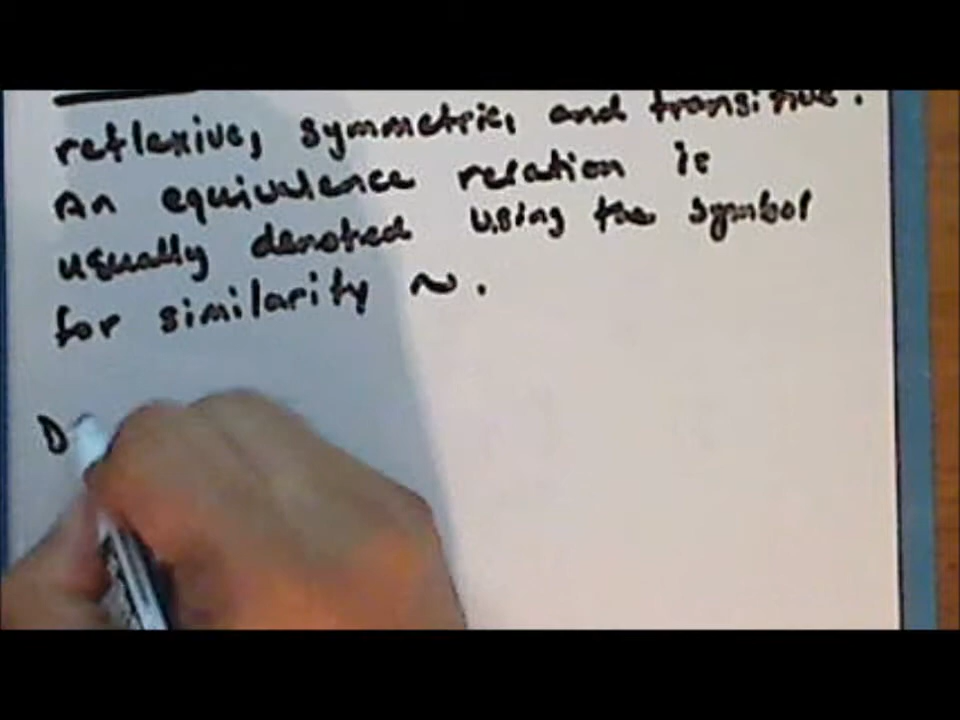 reflexive, symmetric, and transitive.
An equivalence relation is
usually denoted using the symbol
for similarity ~.
D